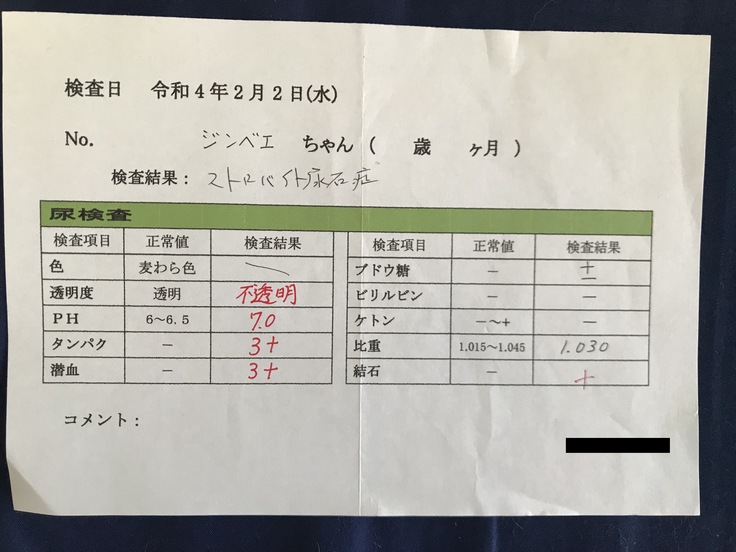 検査日 令和4年2月2日(水)
No. ジンベエ ちゃん ( 歳 ヶ月 )
検査結果: ストロバイト尿石症
尿検査
検査項目 正常値 検査結果 検査項目 正常値 検査結果
色 麦わら色 ブドウ糖 － ±
透明度 透明 不透明 ビリルビン － －
PH 6～6.5 7.0 ケトン －～+ －
タンパク － 3+ 比重 1.015～1.045 1.030
潜血 － 3+ 結石 － +
コメント: